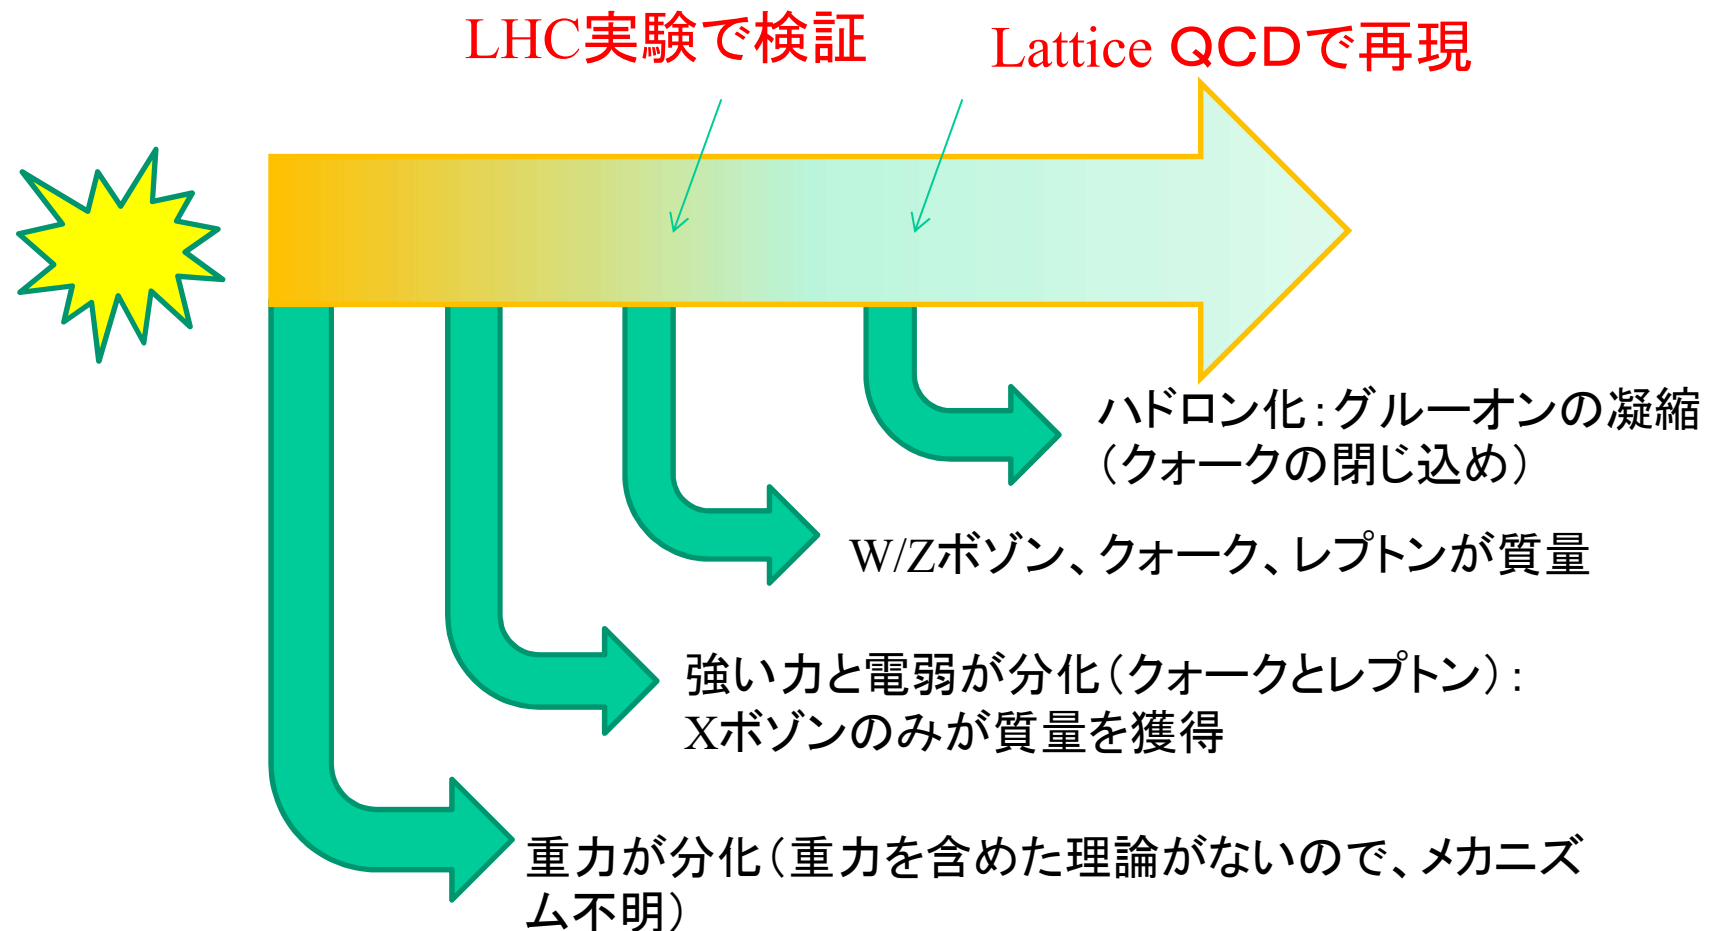 LHC実験で検証
Lattice QCDで再現
ハドロン化：グルーオンの凝縮
（クォークの閉じ込め）
W/Zボゾン、クォーク、レプトンが質量
強い力と電弱が分化（クォークとレプトン）：
Xボゾンのみが質量を獲得
重力が分化（重力を含めた理論がないので、メカニズ
ム不明）